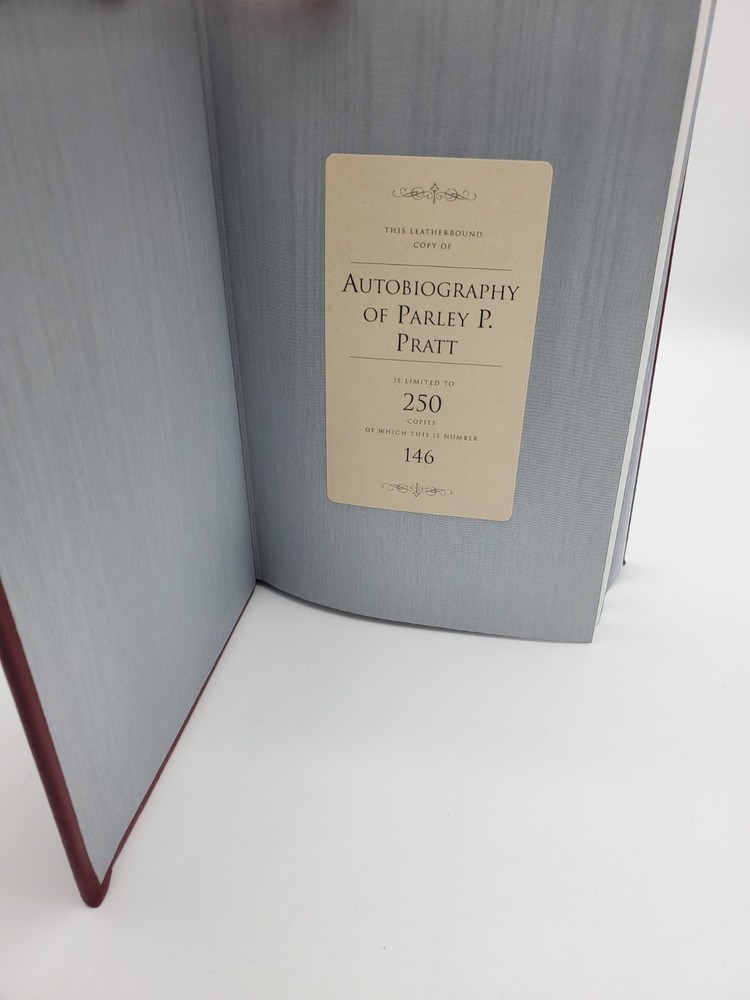 THIS LEATHERBOUND
COPY OF
AUTOBIOGRAPHY
OF PARLEY P.
PRATT
IS LIMITED TO
250
COPIES
OF WHICH THIS IS NUMBER
146